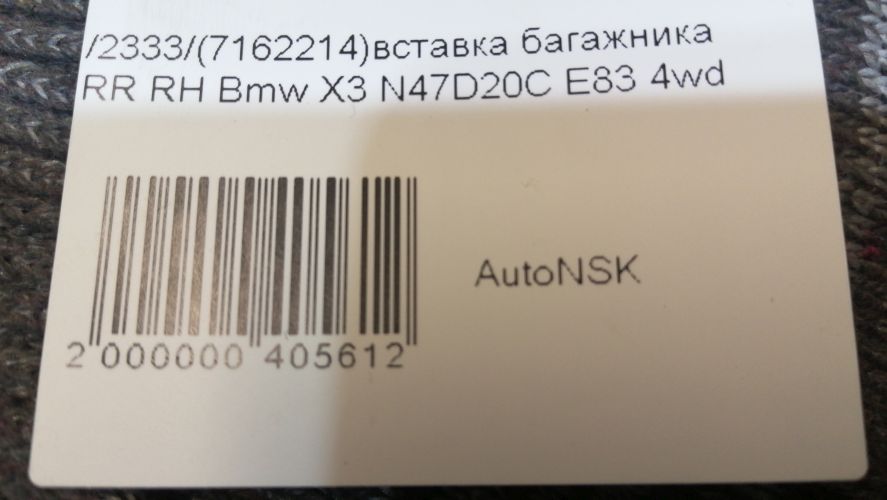 /2333/(7162214)вставка багажника
RR RH Bmw X3 N47D20C E83 4wd
AutoNSK
2 000000 405612